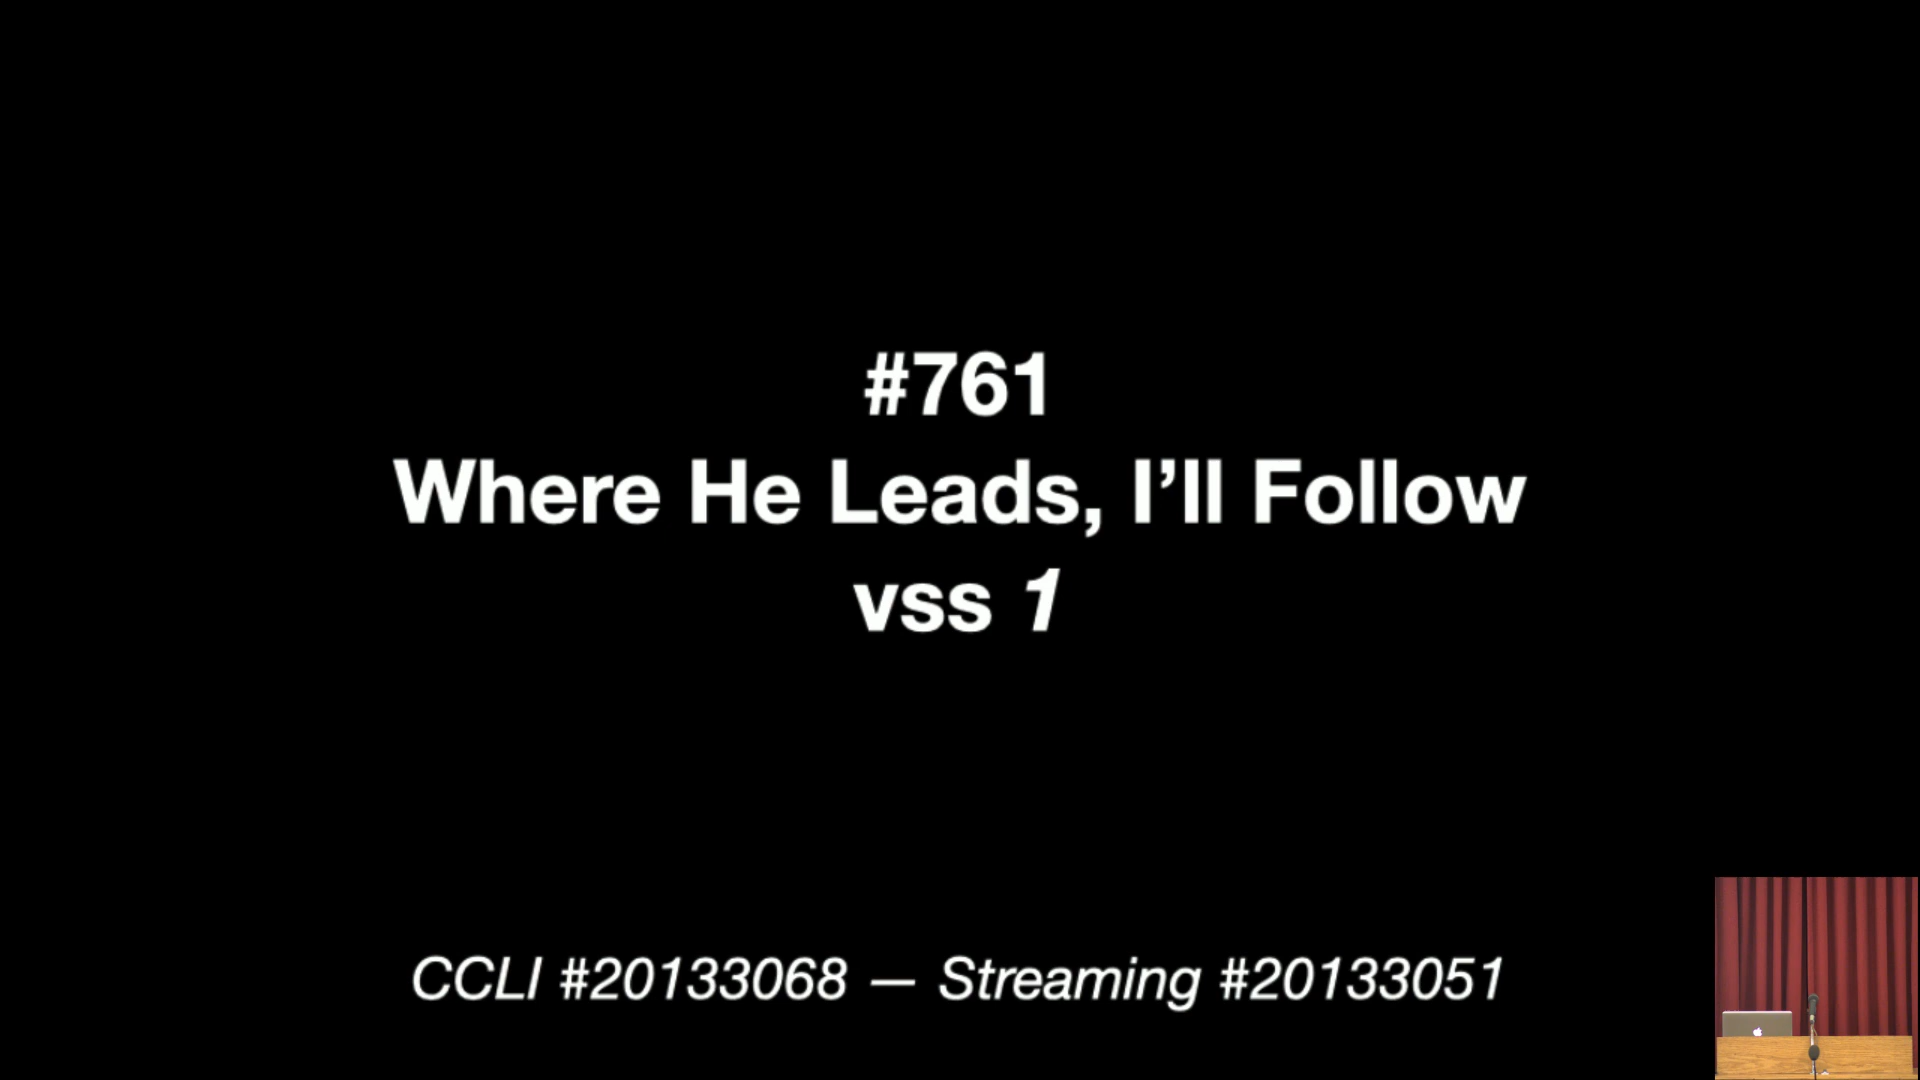 #761
Where He Leads, I’ll Follow
vss 1
CCLI #20133068 — Streaming #20133051